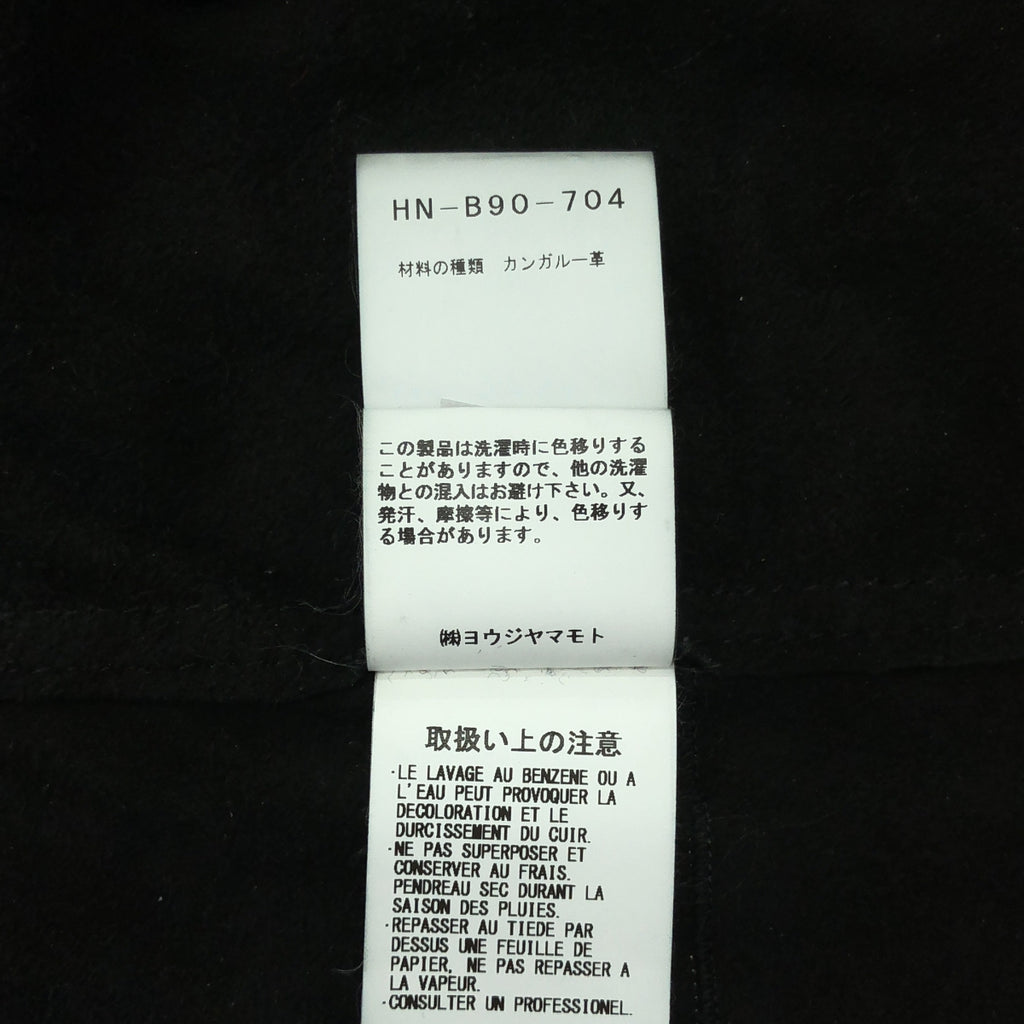 HN-B90-704
材料の種類 カンガルー革
この製品は洗濯時に色移りする
ことがありますので、他の洗濯
物との混入はお避け下さい。又、
発汗、摩擦等により、色移りす
る場合があります。
㈱ヨウジヤマモト
取扱い上の注意
·LE LAVAGE AU BENZENE OU A
L'EAU PEUT PROVOQUER LA
DECOLORATION ET LE
DURCISSEMENT DU CUIR.
·NE PAS SUPERPOSER ET
CONSERVER AU FRAIS.
PENDREAU SEC DURANT LA
SAISON DES PLUIES.
·REPASSER AU TIEDE PAR
DESSUS UNE FEUILLE DE
PAPIER, NE PAS REPASSER A
LA VAPEUR.
·CONSULTER UN PROFESSIONEL.